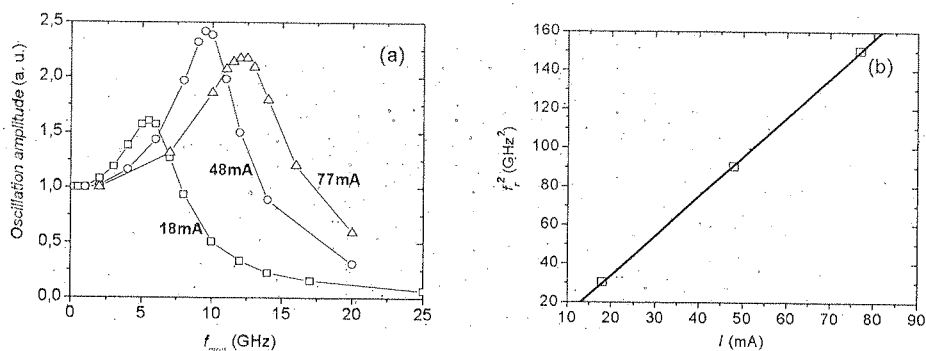 2,5
2,0
1,5
1,0
0,5
0,0
Oscillation amplitude (a. u.)
(a)
48mA
77mA
18mA
0 5 10 15 20 25
f_mod (GHz)
160
140
120
100
80
60
40
20
f_r² (GHz²)
(b)
10 20 30 40 50 60 70 80 90
I (mA)